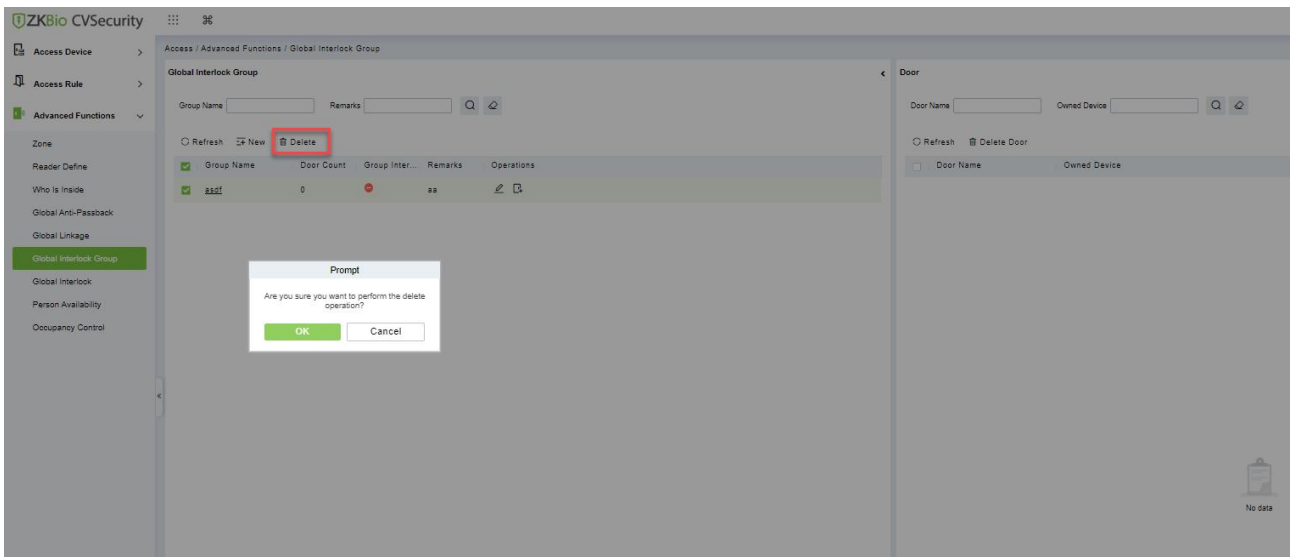 ZKBio CVSecurity
Access Device
Access Rule
Advanced Functions
Zone
Reader Define
Who Is Inside
Global Anti-Passback
Global Linkage
Global Interlock Group
Global Interlock
Person Availability
Occupancy Control
Access / Advanced Functions / Global Interlock Group
Global Interlock Group
Group Name Remarks
Refresh New Delete
Group Name Door Count Group Inter... Remarks Operations
asdf 0 aa
Prompt
Are you sure you want to perform the delete
operation?
OK Cancel
Door
Door Name Owned Device
Refresh Delete Door
Door Name Owned Device
No data